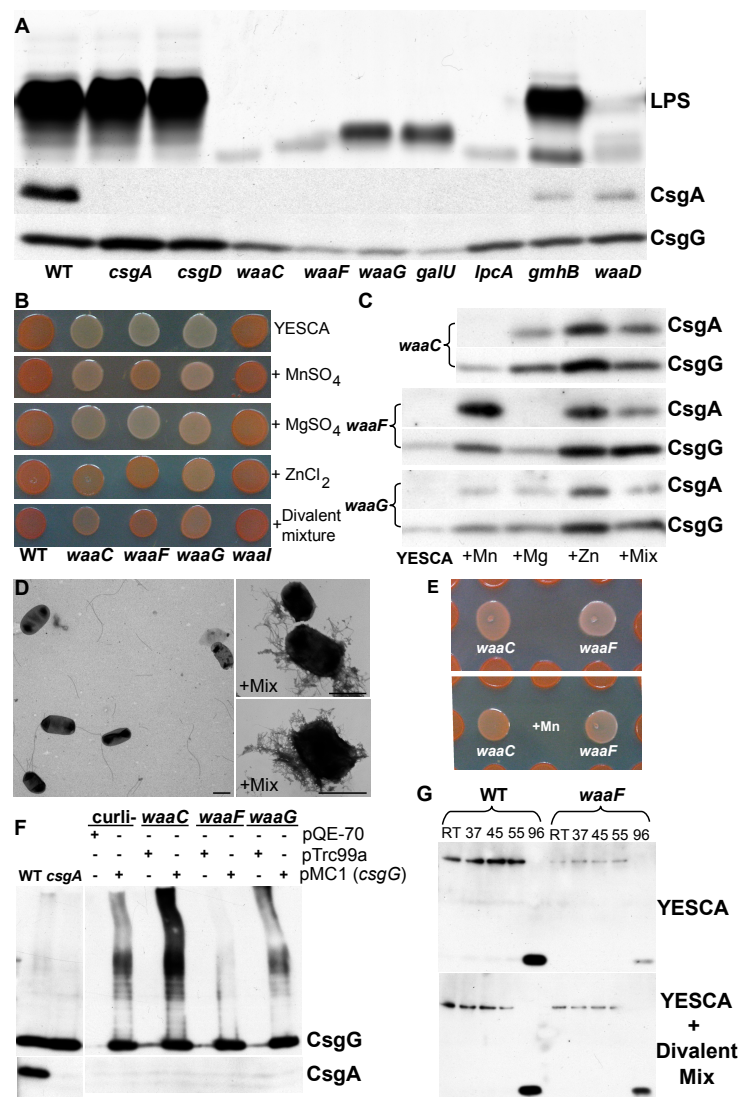 A
LPS
CsgA
CsgG
WT csgA csgD waaC waaF waaG galU lpcA gmhB waaD
B
YESCA
+ MnSO4
+ MgSO4
+ ZnCl2
+Divalent
mixture
WT waaC waaF waaG waaI
C
waaC
CsgA
CsgG
waaF
CsgA
CsgG
waaG
CsgA
CsgG
YESCA +Mn +Mg +Zn +Mix
D
+Mix
+Mix
E
waaC waaF
+Mn
waaC waaF
F
curli- waaC waaF waaG
+ - - - - - - - pQE-70
- - + - + - + - pTrc99a
- + - + - + - + pMC1 (csgG)
WT csgA
CsgG
CsgA
G
WT waaF
RT 37 45 55 96 RT 37 45 55 96
YESCA
YESCA
+
Divalent
Mix